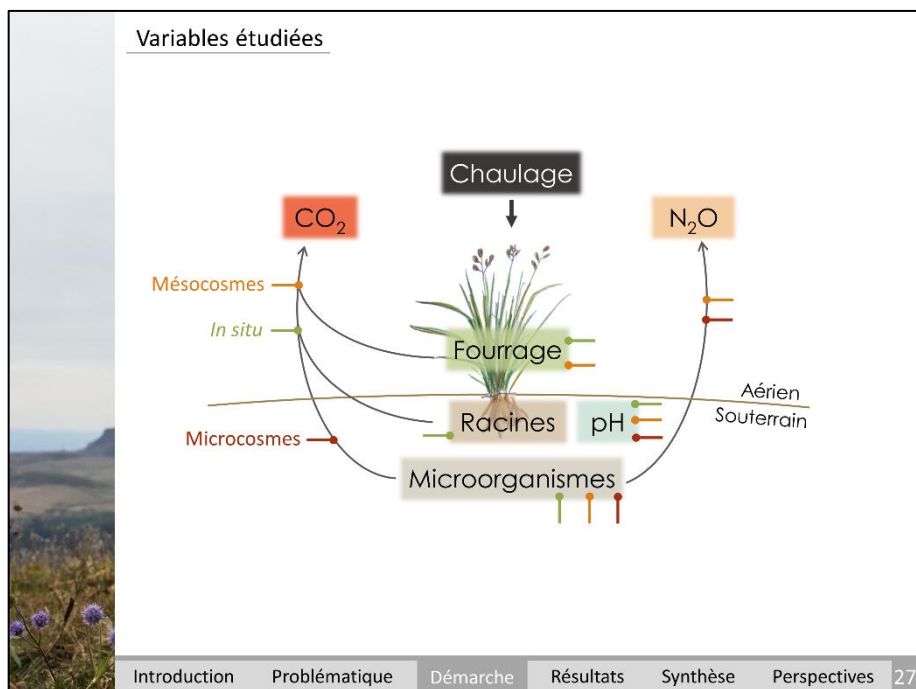 Variables étudiées
Chaulage
CO₂
N₂O
Mésocosmes
In situ
Fourrage
Aérien
Souterrain
Racines
pH
Microcosmes
Microorganismes
Introduction Problématique Démarche Résultats Synthèse Perspectives 27